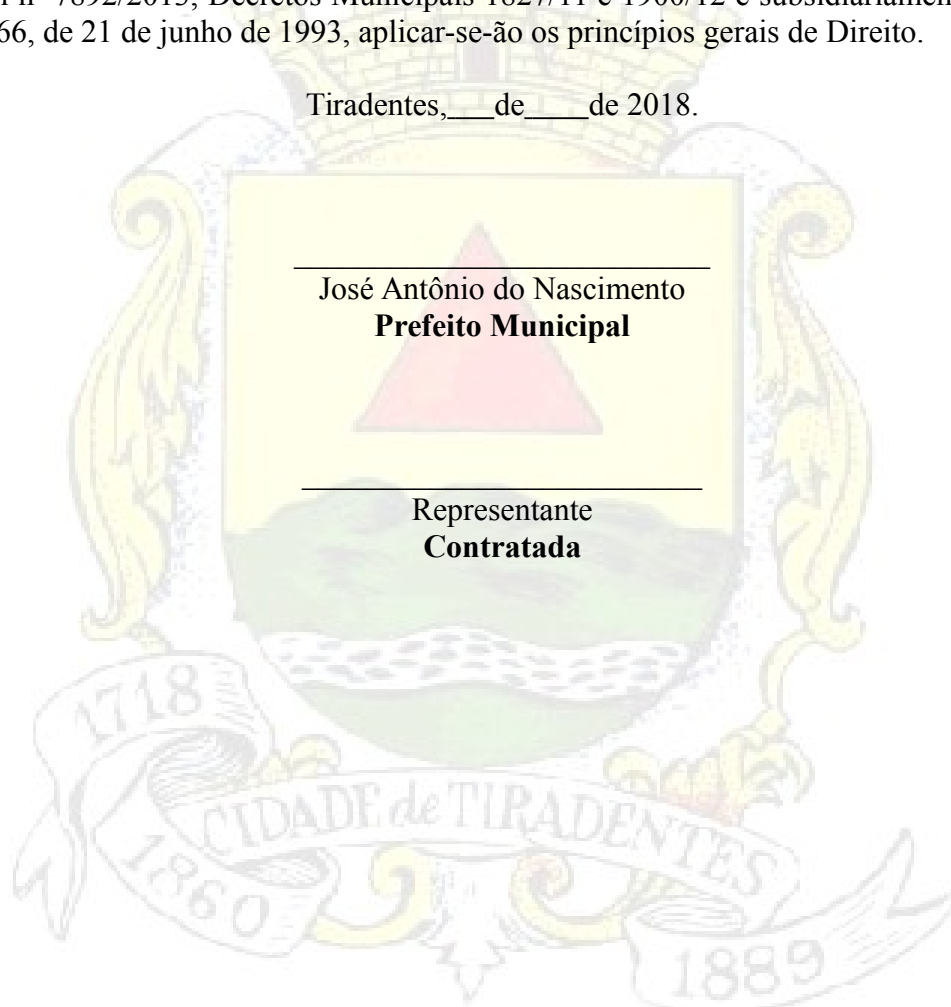 nº 7892/2013, Decretos Municipais 1827/11 e 1900/12 e subsidiariamen
66, de 21 de junho de 1993, aplicar-se-ão os princípios gerais de Direito.
Tiradentes,___de____de 2018.
José Antônio do Nascimento
Prefeito Municipal
Representante
Contratada
1718
CIDADE de TIRADENTES
1860
1889